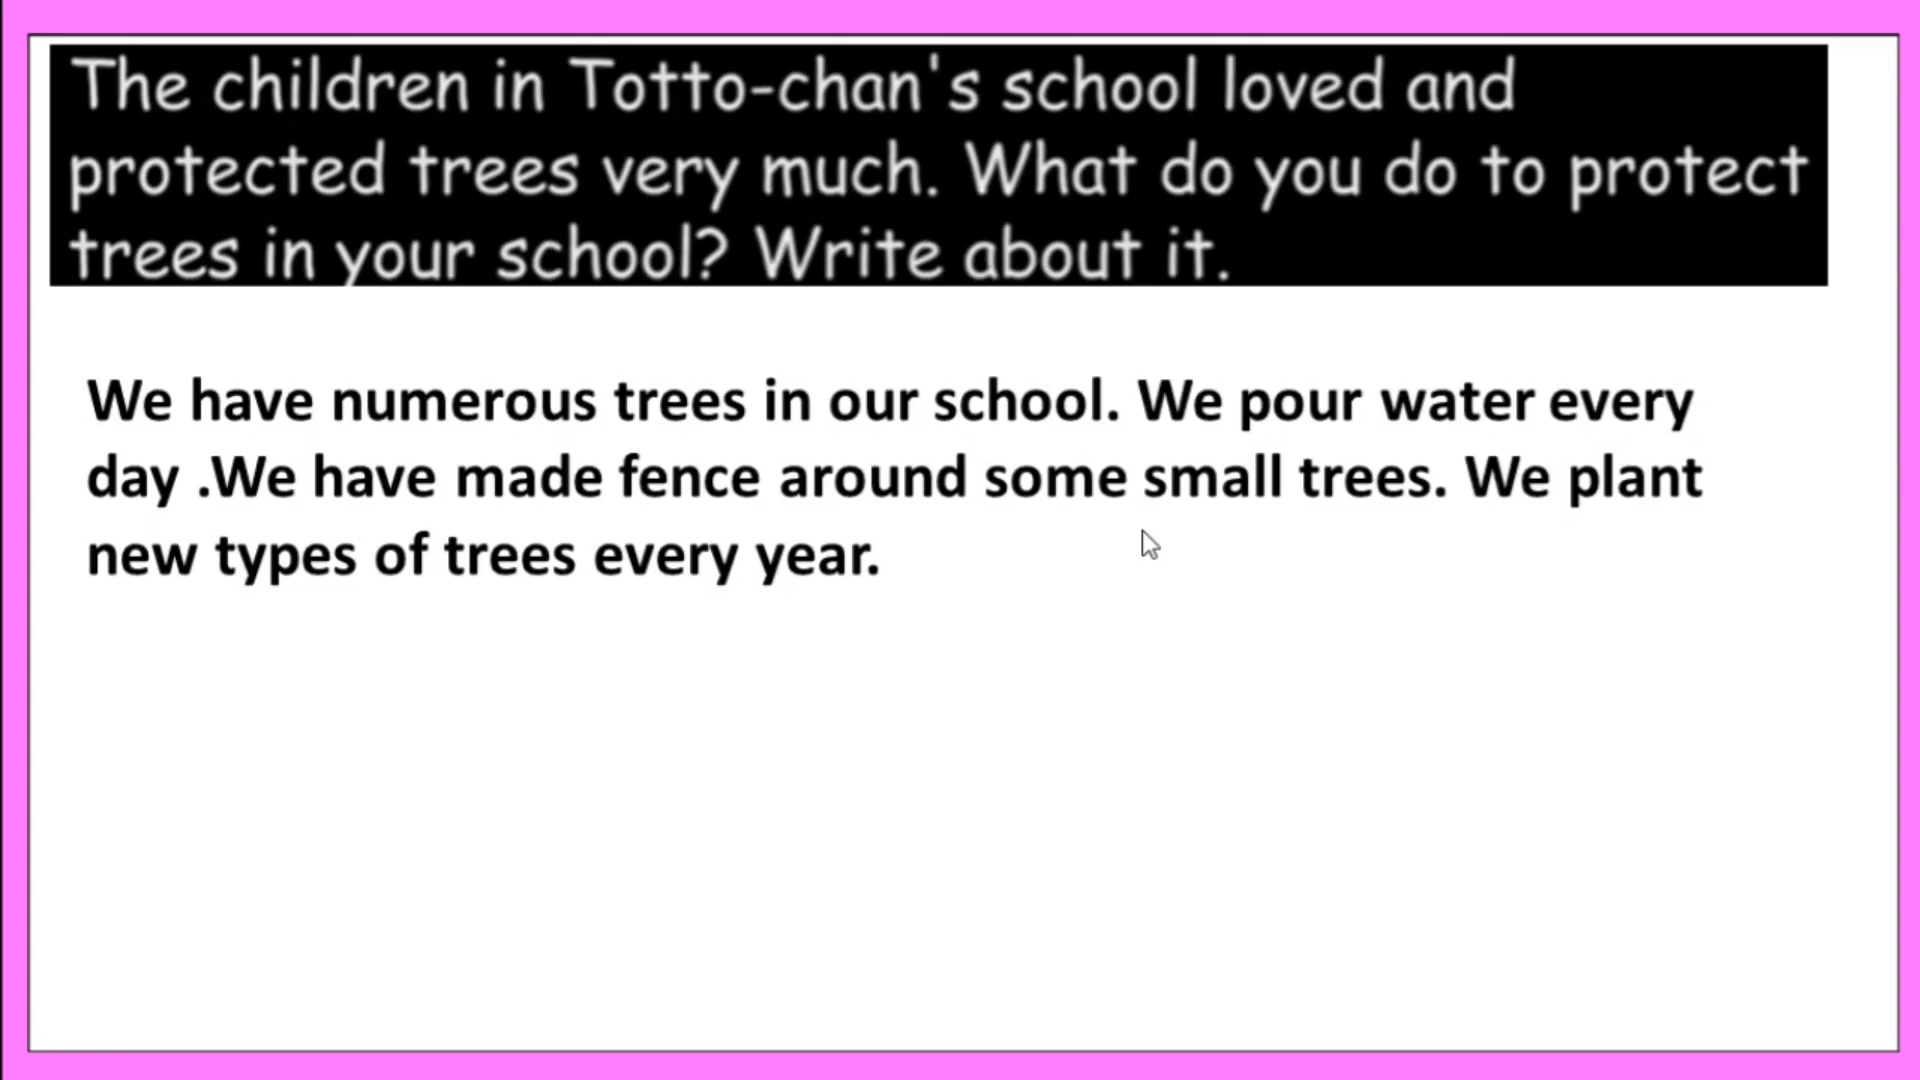 The children in Totto-chan's school loved and
protected trees very much. What do you do to protect
trees in your school? Write about it.
We have numerous trees in our school. We pour water every
day .We have made fence around some small trees. We plant
new types of trees every year.